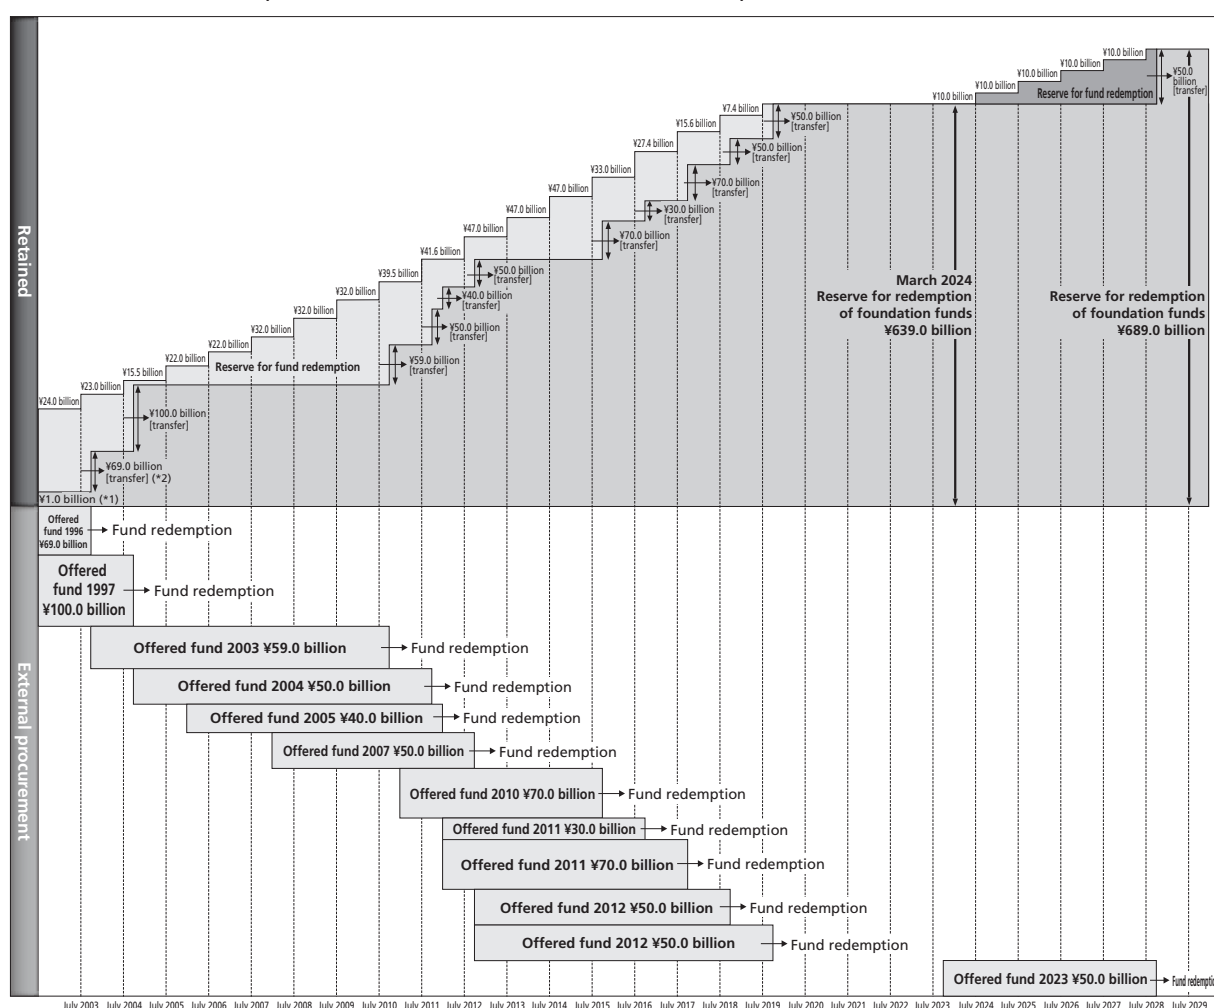 Retained
¥24.0 billion
¥23.0 billion
¥15.5 billion
¥22.0 billion
¥22.0 billion
¥32.0 billion
¥32.0 billion
¥32.0 billion
¥39.5 billion
¥41.6 billion
¥47.0 billion
¥47.0 billion
¥47.0 billion
¥33.0 billion
¥27.4 billion
¥15.6 billion
¥7.4 billion
¥10.0 billion
¥10.0 billion
¥10.0 billion
¥10.0 billion
¥10.0 billion
Reserve for fund redemption
¥50.0
billion
[transfer]
¥50.0 billion
[transfer]
¥50.0 billion
[transfer]
¥70.0 billion
[transfer]
¥30.0 billion
[transfer]
¥70.0 billion
[transfer]
¥50.0 billion
[transfer]
¥40.0 billion
[transfer]
¥50.0 billion
[transfer]
¥59.0 billion
[transfer]
Reserve for fund redemption
¥100.0 billion
[transfer]
¥69.0 billion
[transfer] (*2)
¥1.0 billion (*1)
March 2024
Reserve for redemption
of foundation funds
¥639.0 billion
Reserve for redemption
of foundation funds
¥689.0 billion
External procurement
Offered
fund 1996
¥69.0 billion
Fund redemption
Offered
fund 1997
¥100.0 billion
Fund redemption
Offered fund 2003 ¥59.0 billion
Fund redemption
Offered fund 2004 ¥50.0 billion
Fund redemption
Offered fund 2005 ¥40.0 billion
Fund redemption
Offered fund 2007 ¥50.0 billion
Fund redemption
Offered fund 2010 ¥70.0 billion
Fund redemption
Offered fund 2011 ¥30.0 billion
Fund redemption
Offered fund 2011 ¥70.0 billion
Fund redemption
Offered fund 2012 ¥50.0 billion
Fund redemption
Offered fund 2012 ¥50.0 billion
Fund redemption
Offered fund 2023 ¥50.0 billion
Fund redemptio
July 2003 July 2004 July 2005 July 2006 July 2007 July 2008 July 2009 July 2010 July 2011 July 2012 July 2013 July 2014 July 2015 July 2016 July 2017 July 2018 July 2019 July 2020 July 2021 July 2022 July 2023 July 2024 July 2025 July 2026 July 2027 July 2028 July 2029